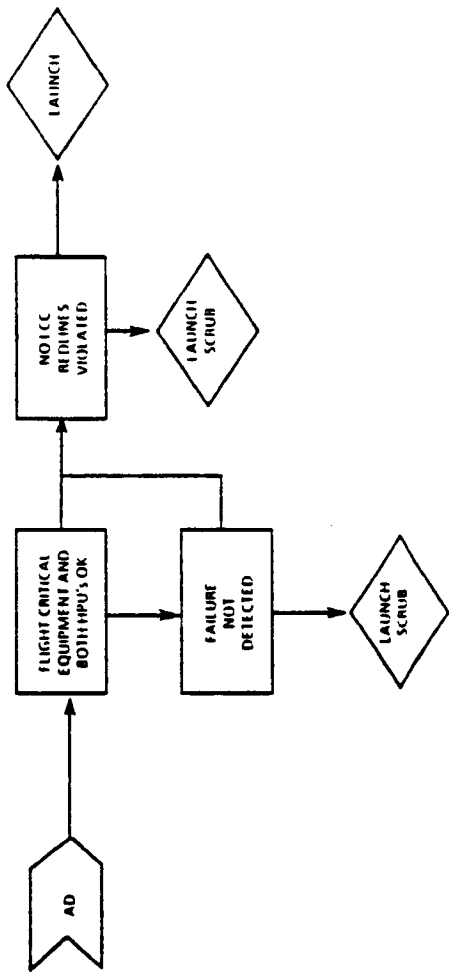 AD
FLIGHT CRITICAL
EQUIPMENT AND
BOTH HPU'S OK
FAILURE
NOT
DETECTED
LAUNCH
SCRUB
NO LCC
REDLINES
VIOLATED
LAUNCH
SCRUB
LAUNCH